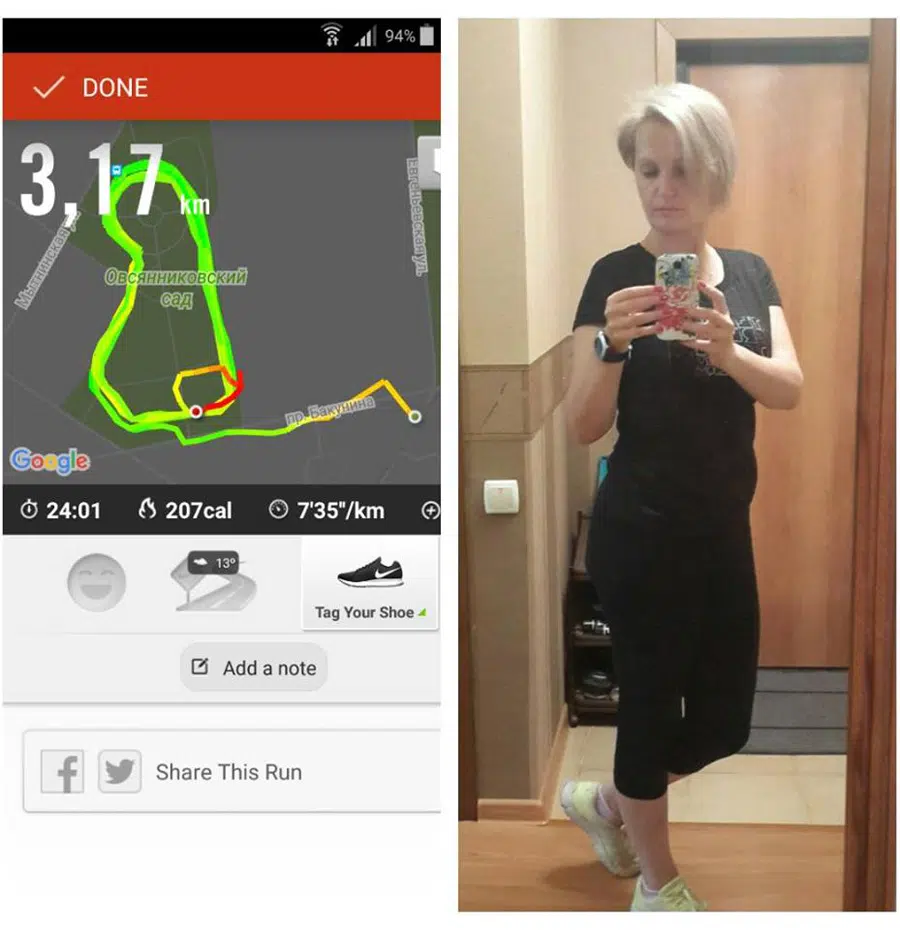 94%
DONE
3,17 km
Мытнинская у
Евгеньевская ул.
Овсянниковский
сад
пр. Бакунина
Google
24:01 207cal 7'35"/km
13°
Tag Your Shoe
Add a note
f Share This Run